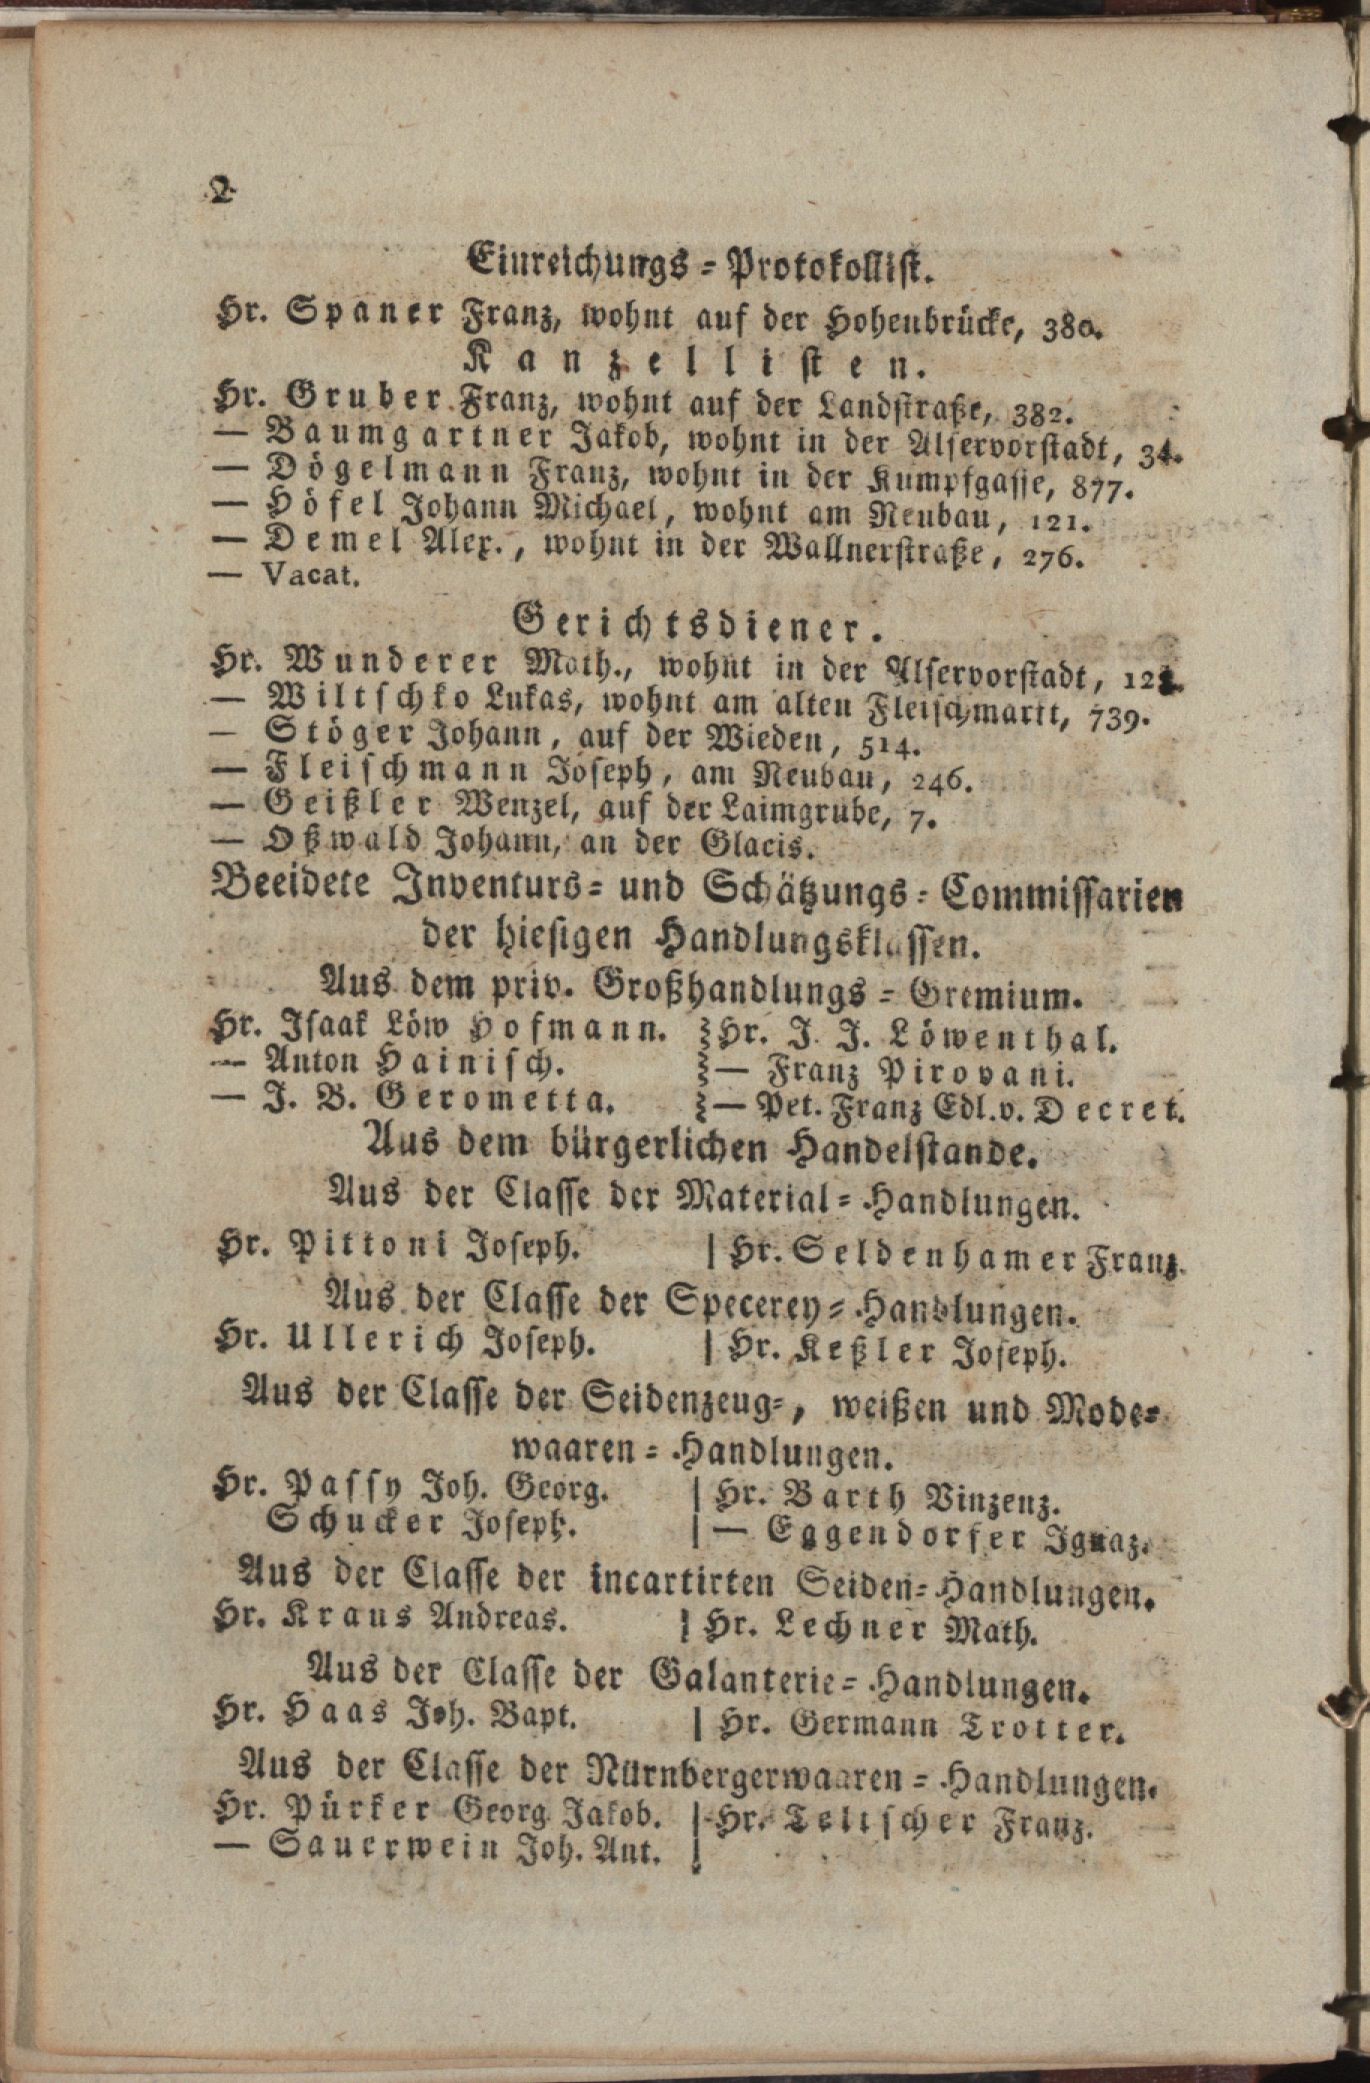 2
Einreichungs-Protokollist.
Hr. Spaner Franz, wohnt auf der Hohenbrücke, 380.
Kanzellisten.
Hr. Gruber Franz, wohnt auf der Landstraße, 382.
— Baumgartner Jakob, wohnt in der Alservorstadt, 34.
— Dögelmann Franz, wohnt in der Kumpfgasse, 877.
— Höfel Johann Michael, wohnt am Neubau, 121.
— Demel Alex., wohnt in der Wallnerstraße, 276.
— Vacat.
Gerichtsdiener.
Hr. Wunderer Math., wohnt in der Alservorstadt,
— Wiltschko Lukas, wohnt am alten Fleischmarkt, 739.
— Stöger Johann, auf der Wieden, 514.
— Fleischmann Joseph, am Neubau, 246.
— Geißler Wenzel, auf der Laimgrube, 7.
— Oßwald Johann, an der Glacis.
Beeidete Inventurs- und Schätzungs-Commissarien
der hiesigen Handlungsklassen.
Aus dem priv. Großhandlungs-Gremium.
Hr. Isaak Löw Hofmann. Hr. J. J. Löwenthal.
— Anton Hainisch. — Franz Pirovani.
— J. B. Gerometta. — Pet. Franz Edl. v. Decret.
Aus dem bürgerlichen Handelstande.
Aus der Classe der Material-Handlungen.
Hr. Pittoni Joseph. | Hr. Seldenhamer Franz.
Aus der Classe der Specerey-Handlungen.
Hr. Ullerich Joseph. | Hr. Keßler Joseph.
Aus der Classe der Seidenzeug-, weißen und Mode-
waaren-Handlungen.
Hr. Passy Joh. Georg. | Hr. Barth Vinzenz.
Schucker Joseph. | — Eggendorfer Ignaz.
Aus der Classe der incartirten Seiden-Handlungen.
Hr. Kraus Andreas. | Hr. Lechner Math.
Aus der Classe der Galanterie-Handlungen.
Hr. Haas Joh. Bapt. | Hr. Germann Trotter.
Aus der Classe der Nürnbergerwaaren-Handlungen.
Hr. Pürker Georg Jakob. | Hr. Teltscher Franz.
— Sauerwein Joh. Ant. |